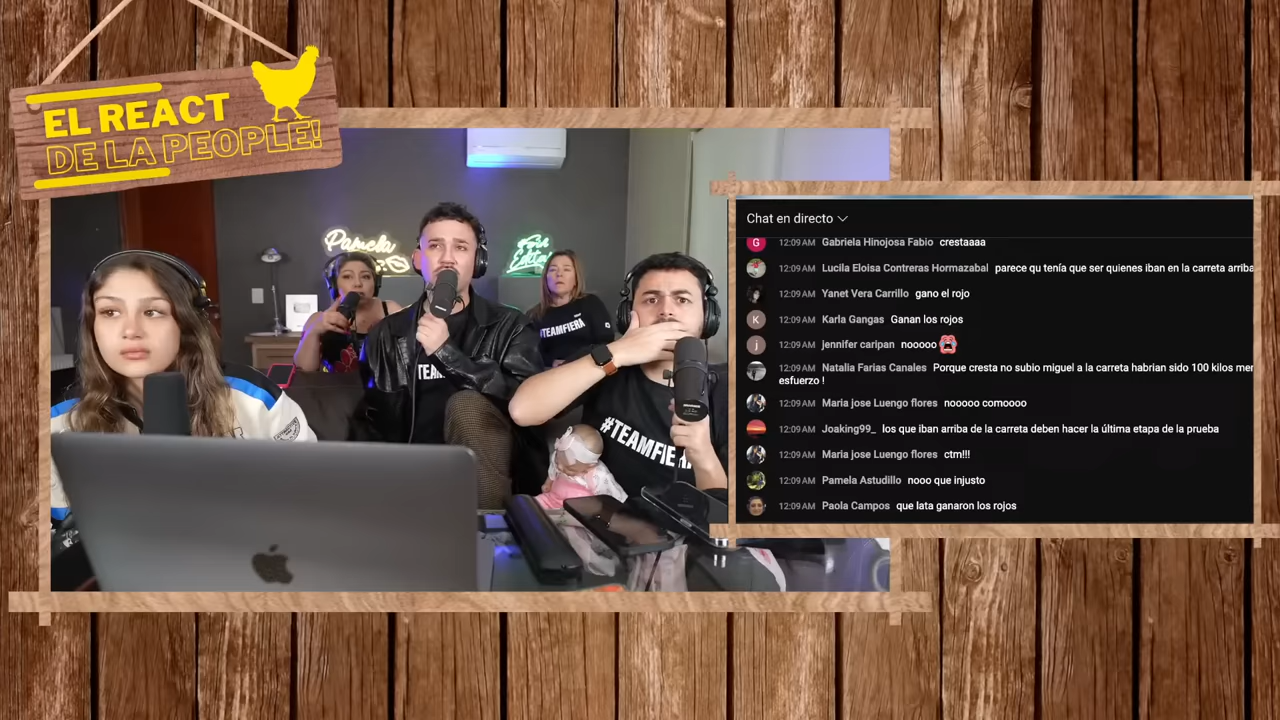 EL REACT
DE LA PEOPLE!
Pamela
For
Editar
TEAM
#TEAMFIERA
#TEAMFIERA
Chat en directo
G 12:09 AM Gabriela Hinojosa Fabio crestaaaa
12:09 AM Lucila Eloisa Contreras Hormazabal parece qu tenía que ser quienes iban en la carreta arriba
12:09 AM Yanet Vera Carrillo gano el rojo
K 12:09 AM Karla Gangas Ganan los rojos
j 12:09 AM jennifer caripan nooooo
12:09 AM Natalia Farias Canales Porque cresta no subio miguel a la carreta habrian sido 100 kilos mer
esfuerzo !
12:09 AM Maria jose Luengo flores nooooo comoooo
12:09 AM Joaking99_ los que iban arriba de la carreta deben hacer la última etapa de la prueba
12:09 AM Maria jose Luengo flores ctm!!!
12:09 AM Pamela Astudillo nooo que injusto
12:09 AM Paola Campos que lata ganaron los rojos